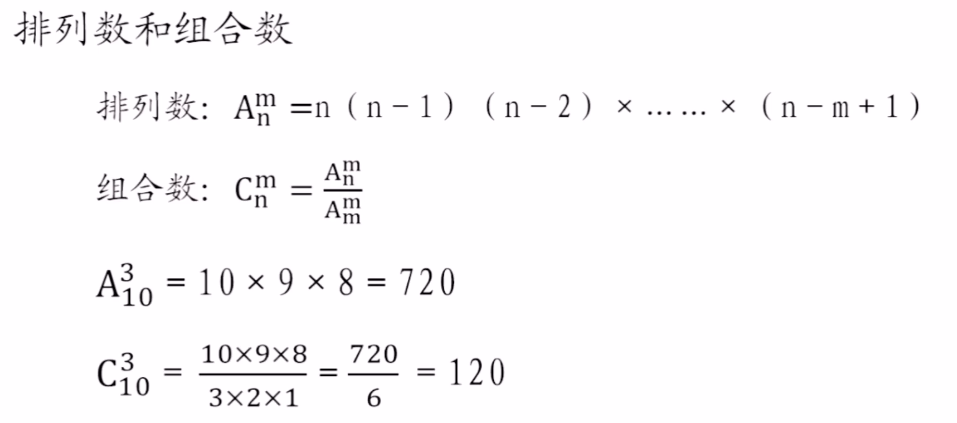 排列数和组合数
排列数: A_n^m =n(n-1)(n-2)×……×(n-m+1)
组合数: C_n^m = A_n^m / A_m^m
A_10^3 = 10×9×8=720
C_10^3 = 10×9×8 / 3×2×1 = 720 / 6 = 120